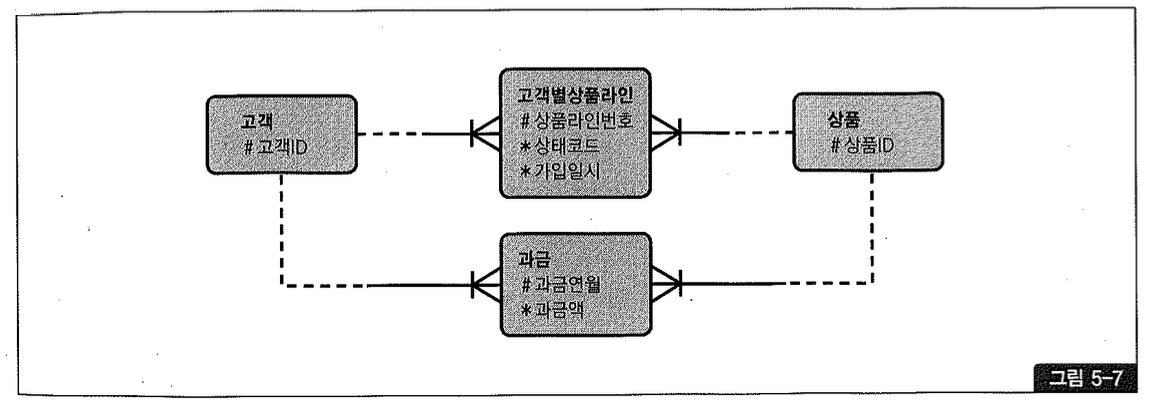 고객
#고객ID
고객별상품라인
#상품라인번호
*상태코드
*가입일시
상품
#상품ID
과금
#과금연월
*과금액
그림 5-7